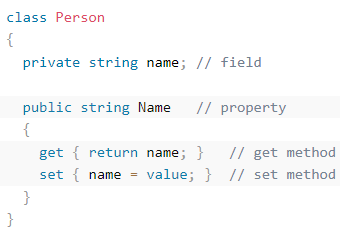 class Person
{
  private string name; // field

  public string Name   // property
  {
    get { return name; }   // get method
    set { name = value; }  // set method
  }
}